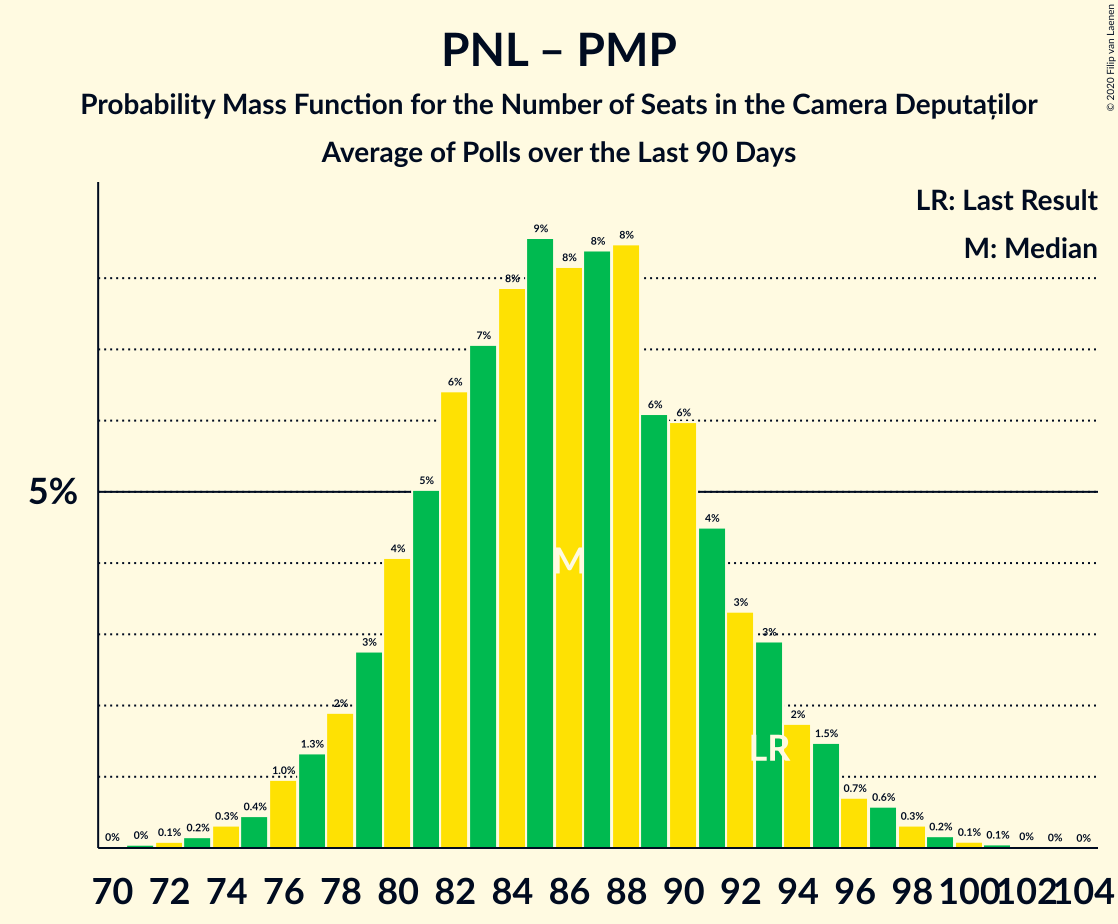 PNL – PMP
Probability Mass Function for the Number of Seats in the Camera Deputaților
Average of Polls over the Last 90 Days
© 2020 Filip van Laenen
LR: Last Result
M: Median
5%
0% 0% 0.1% 0.2% 0.3% 0.4% 1.0% 1.3% 2% 3% 4% 5% 6% 7% 8% 9% 8% 8% 8% 6% 6% 4% 3% 3% 2% 1.5% 0.7% 0.6% 0.3% 0.2% 0.1% 0.1% 0% 0% 0%
M
LR
70 72 74 76 78 80 82 84 86 88 90 92 94 96 98 100 102 104